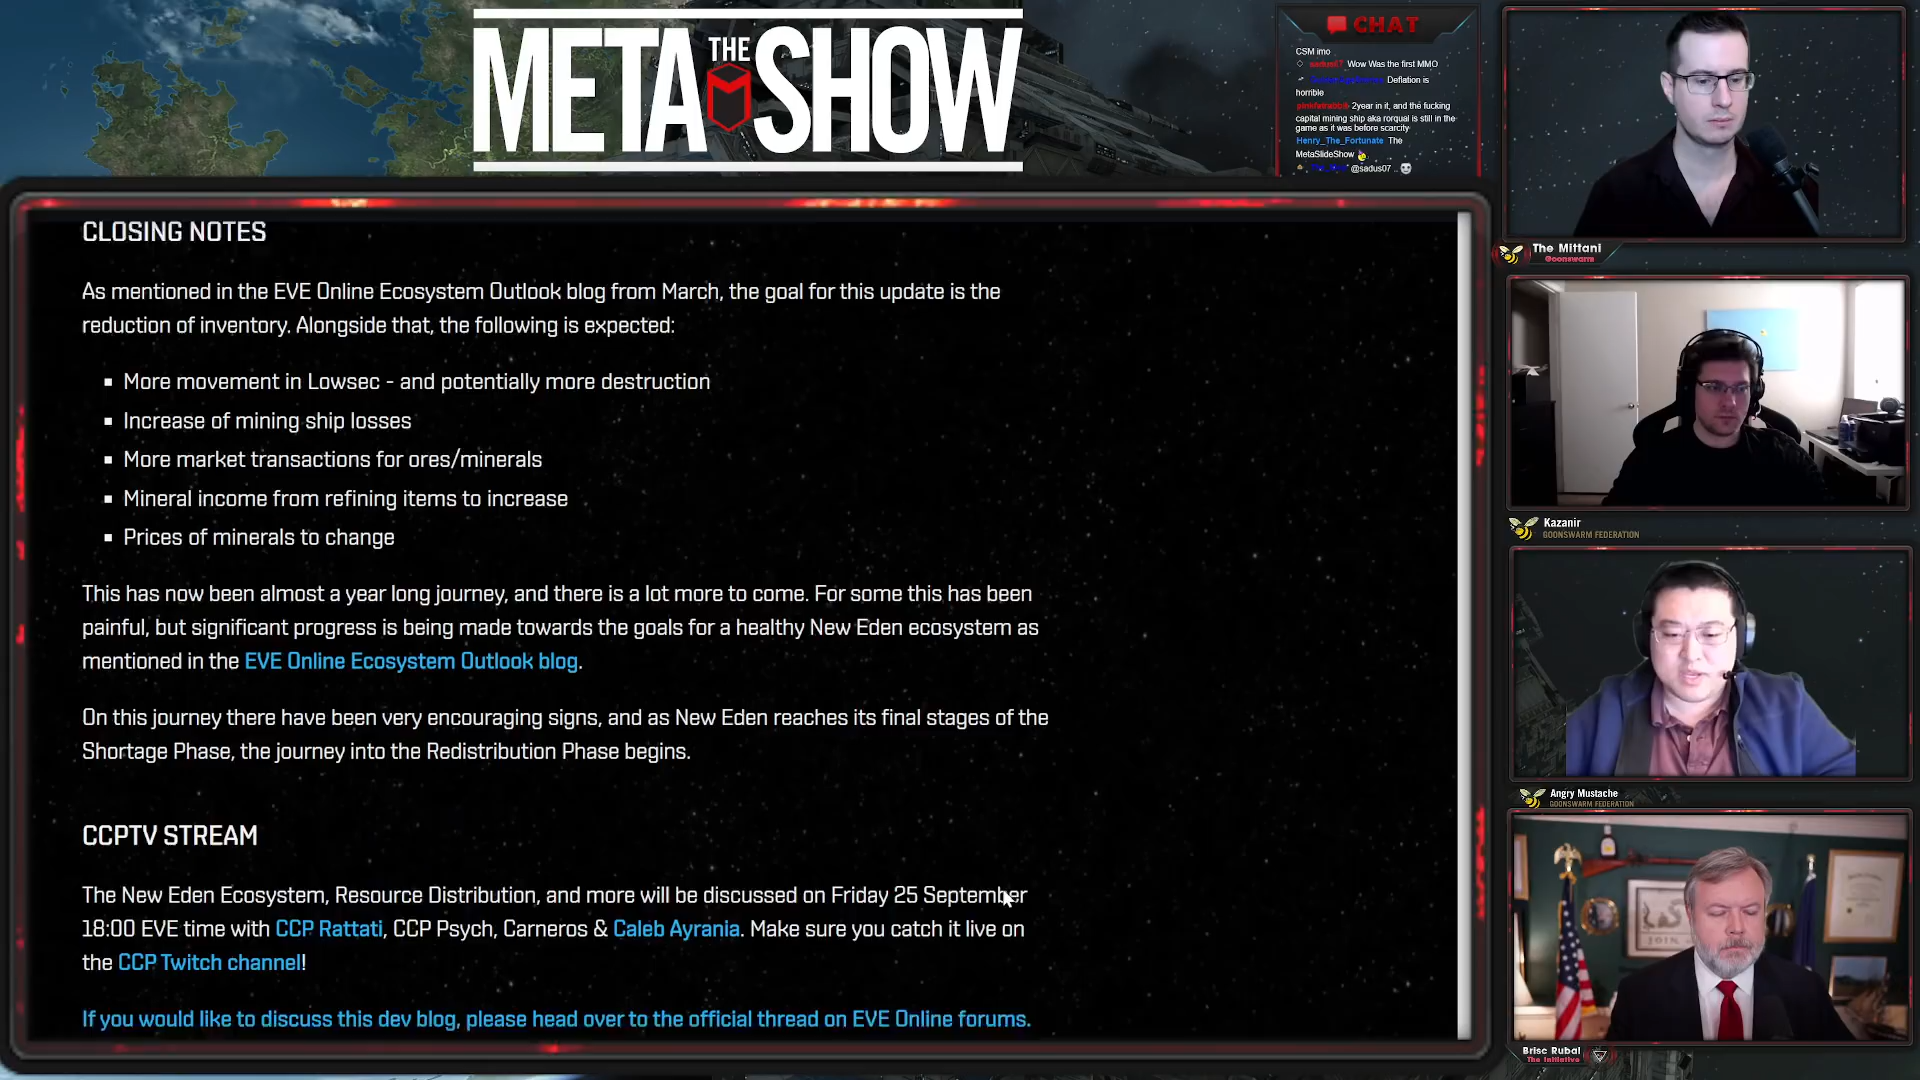 META THE SHOW
CHAT
CSM imo
sadus07 Wow Was the first MMO
Deflation is
horrible
2year in it, and the fucking
capital mining ship aka rorqual is still in the
game as it was before scarcity
Henry_The_Fortunate The
MetaSlideShow
@sadus07 ..
CLOSING NOTES
As mentioned in the EVE Online Ecosystem Outlook blog from March, the goal for this update is the
reduction of inventory. Alongside that, the following is expected:
More movement in Lowsec - and potentially more destruction
Increase of mining ship losses
More market transactions for ores/minerals
Mineral income from refining items to increase
Prices of minerals to change
This has now been almost a year long journey, and there is a lot more to come. For some this has been
painful, but significant progress is being made towards the goals for a healthy New Eden ecosystem as
mentioned in the EVE Online Ecosystem Outlook blog.
On this journey there have been very encouraging signs, and as New Eden reaches its final stages of the
Shortage Phase, the journey into the Redistribution Phase begins.
CCPTV STREAM
The New Eden Ecosystem, Resource Distribution, and more will be discussed on Friday 25 September
18:00 EVE time with CCP Rattati, CCP Psych, Carneros & Caleb Ayrania. Make sure you catch it live on
the CCP Twitch channel!
If you would like to discuss this dev blog, please head over to the official thread on EVE Online forums.
The Mittani
Goonswarm
Kazanir
GOONSWARM FEDERATION
Angry Mustache
GOONSWARM FEDERATION
JOIN
Brisc Rubal
The Initiative